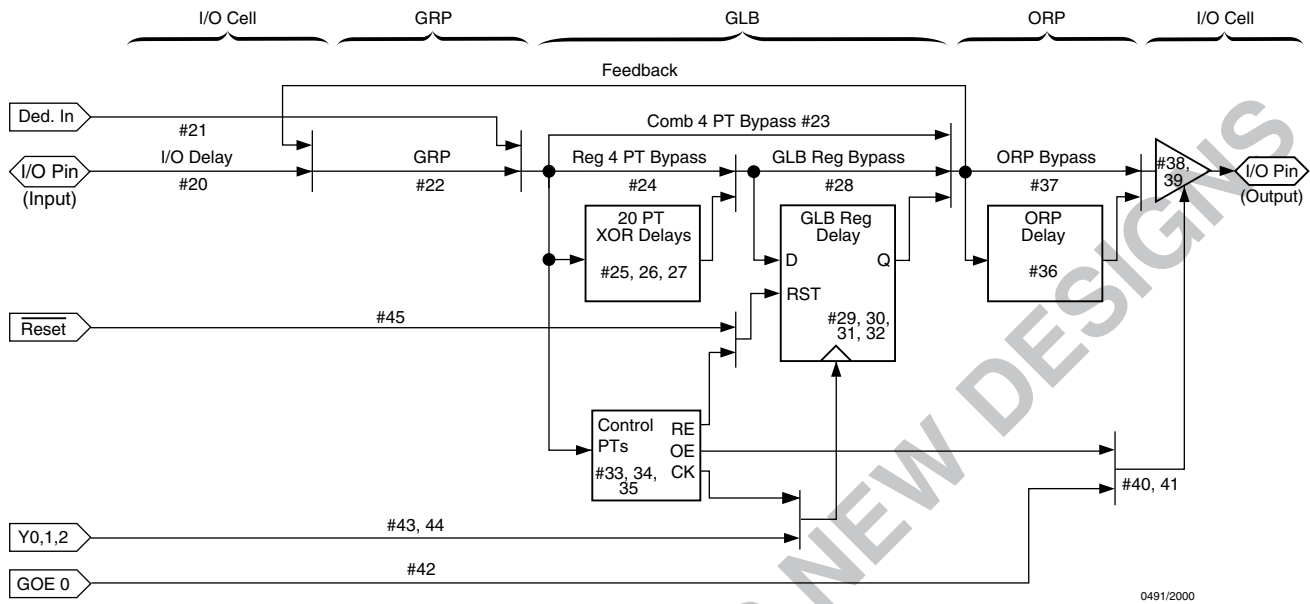 I/O Cell
GRP
GLB
ORP
I/O Cell
Feedback
Ded. In
#21
Comb 4 PT Bypass #23
I/O Pin
(Input)
I/O Delay
#20
GRP
#22
Reg 4 PT Bypass
#24
GLB Reg Bypass
#28
ORP Bypass
#37
#38,
39
I/O Pin
(Output)
20 PT
XOR Delays
#25, 26, 27
GLB Reg
Delay
D
Q
RST
#29, 30,
31, 32
ORP
Delay
#36
Reset
#45
Control
PTs
#33, 34,
35
RE
OE
CK
#40, 41
Y0,1,2
#43, 44
GOE 0
#42
0491/2000
NEW DESIGNS